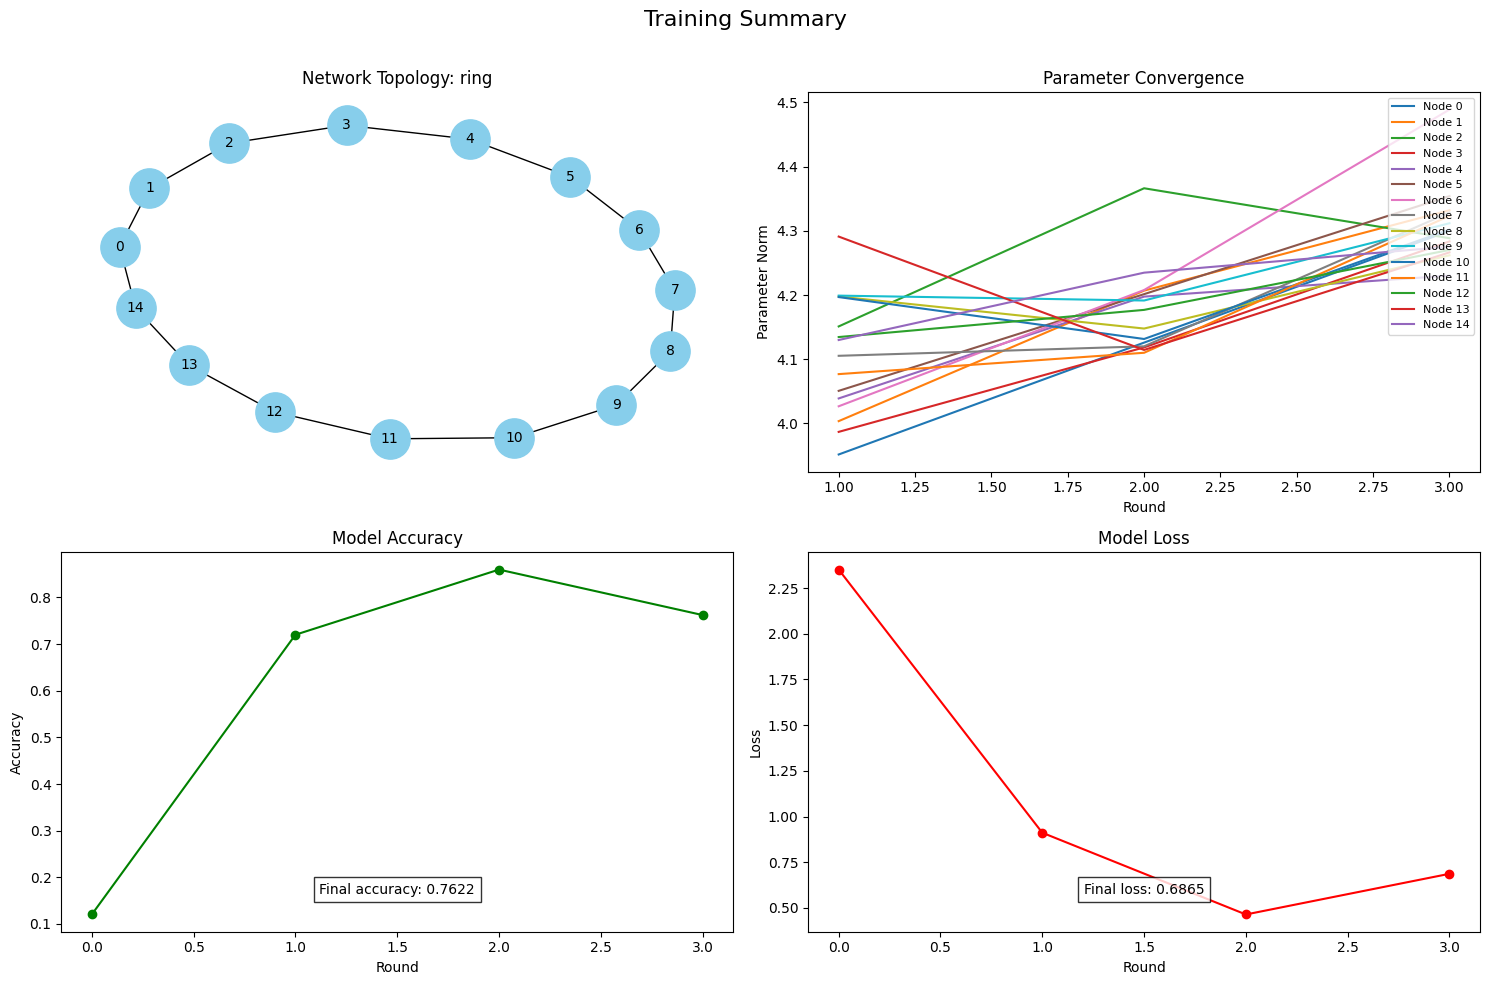 Training Summary
Network Topology: ring
3
2
4
5
1
6
0
7
14
8
13
9
12
11
10
Parameter Convergence
Parameter Norm
4.5
4.4
4.3
4.2
4.1
4.0
Node 0
Node 1
Node 2
Node 3
Node 4
Node 5
Node 6
Node 7
Node 8
Node 9
Node 10
Node 11
Node 12
Node 13
Node 14
1.00 1.25 1.50 1.75 2.00 2.25 2.50 2.75 3.00
Round
Model Accuracy
Accuracy
0.8
0.7
0.6
0.5
0.4
0.3
0.2
0.1
Final accuracy: 0.7622
0.0 0.5 1.0 1.5 2.0 2.5 3.0
Round
Model Loss
Loss
2.25
2.00
1.75
1.50
1.25
1.00
0.75
0.50
Final loss: 0.6865
0.0 0.5 1.0 1.5 2.0 2.5 3.0
Round